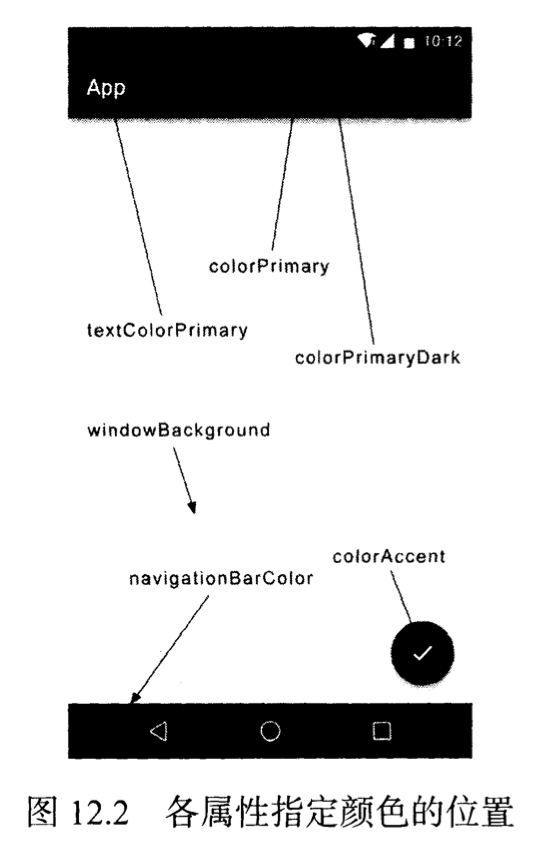 10:12
App
colorPrimary
textColorPrimary
colorPrimaryDark
windowBackground
colorAccent
navigationBarColor
图 12.2 各属性指定颜色的位置